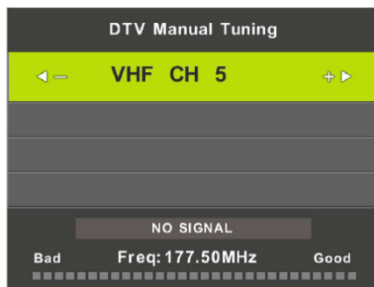 DTV Manual Tuning
VHF CH 5
NO SIGNAL
Bad Freq:177.50MHz Good